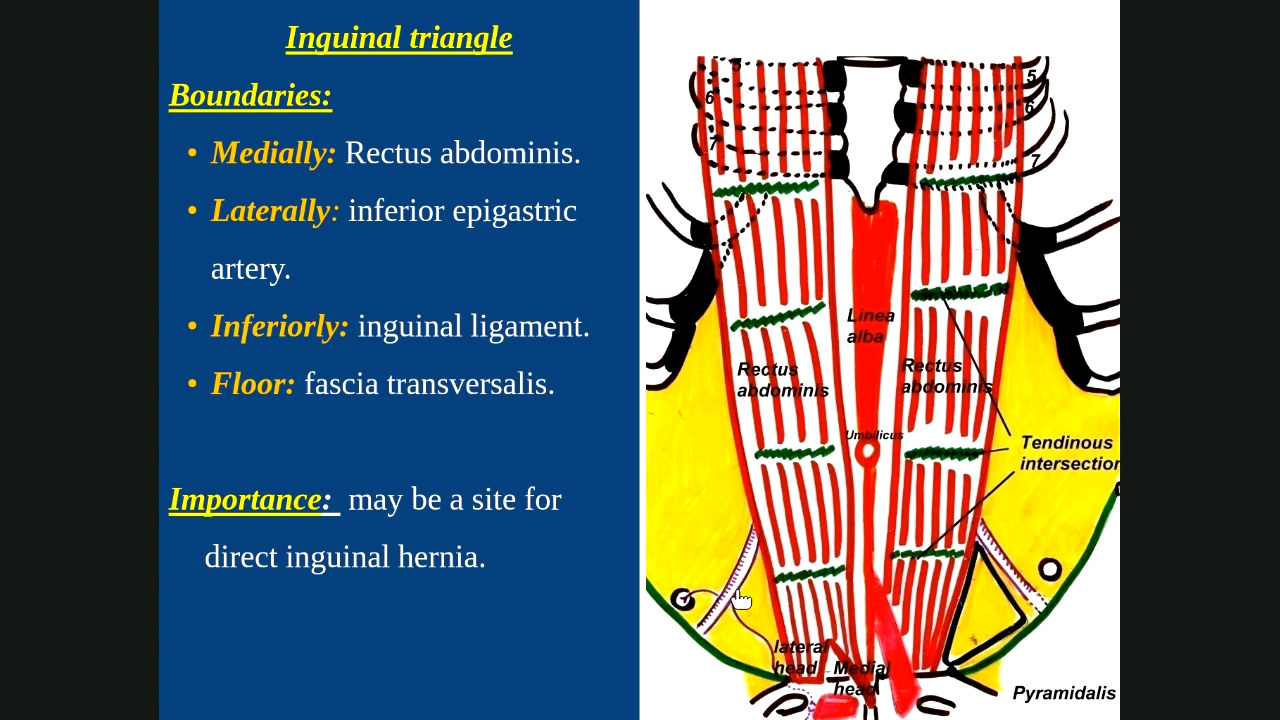 Inguinal triangle
Boundaries:
• Medially: Rectus abdominis.
• Laterally: inferior epigastric
artery.
• Inferiorly: inguinal ligament.
• Floor: fascia transversalis.
Importance: may be a site for
direct inguinal hernia.
5
6
6
7
7
Linea
alba
Rectus
abdominis
Rectus
abdominis
Umbilicus
Tendinous
intersection
lateral
head
Medial
head
Pyramidalis